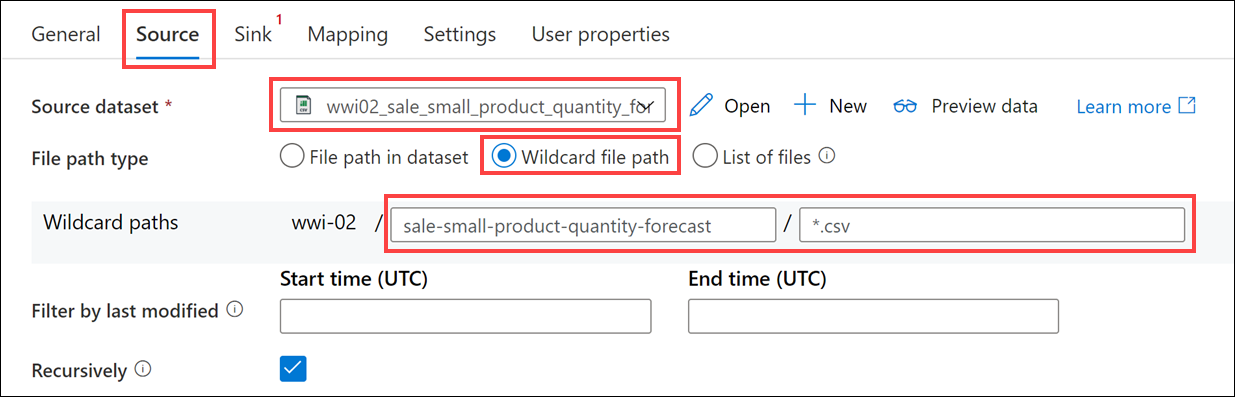 General Source Sink 1 Mapping Settings User properties
Source dataset * wwi02_sale_small_product_quantity_for Open New Preview data Learn more
File path type File path in dataset Wildcard file path List of files
Wildcard paths wwi-02 / sale-small-product-quantity-forecast / *.csv
Start time (UTC) End time (UTC)
Filter by last modified
Recursively